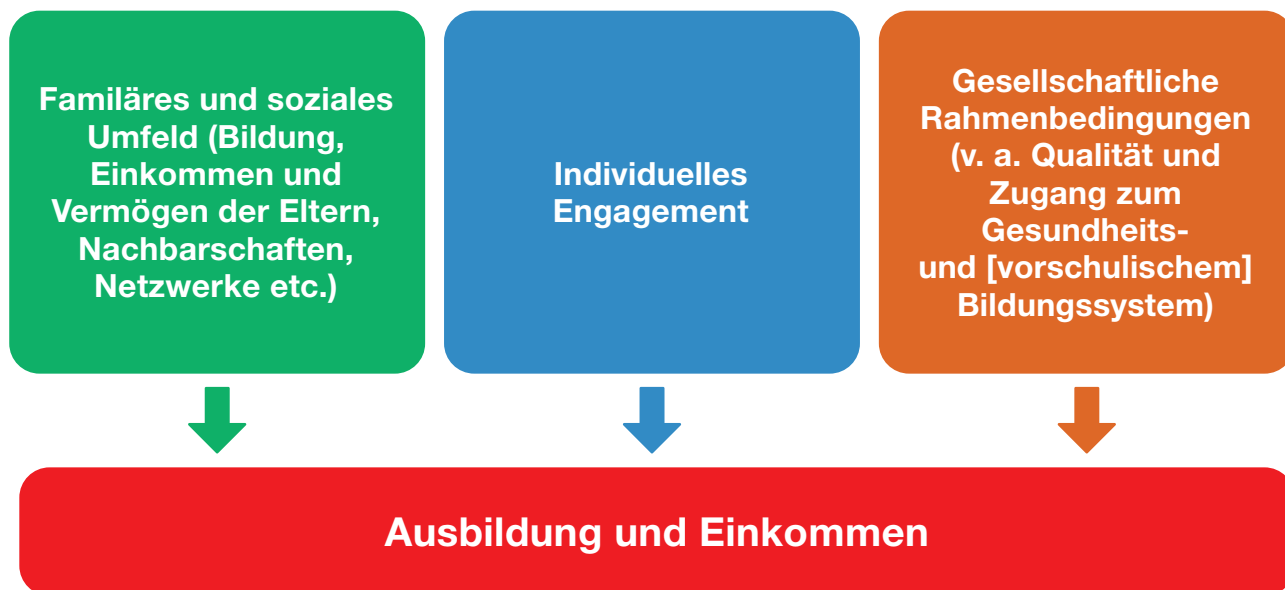 Familäres und soziales
Umfeld (Bildung,
Einkommen und
Vermögen der Eltern,
Nachbarschaften,
Netzwerke etc.)
Individuelles
Engagement
Gesellschaftliche
Rahmenbedingungen
(v. a. Qualität und
Zugang zum
Gesundheits-
und [vorschulischem]
Bildungssystem)
Ausbildung und Einkommen